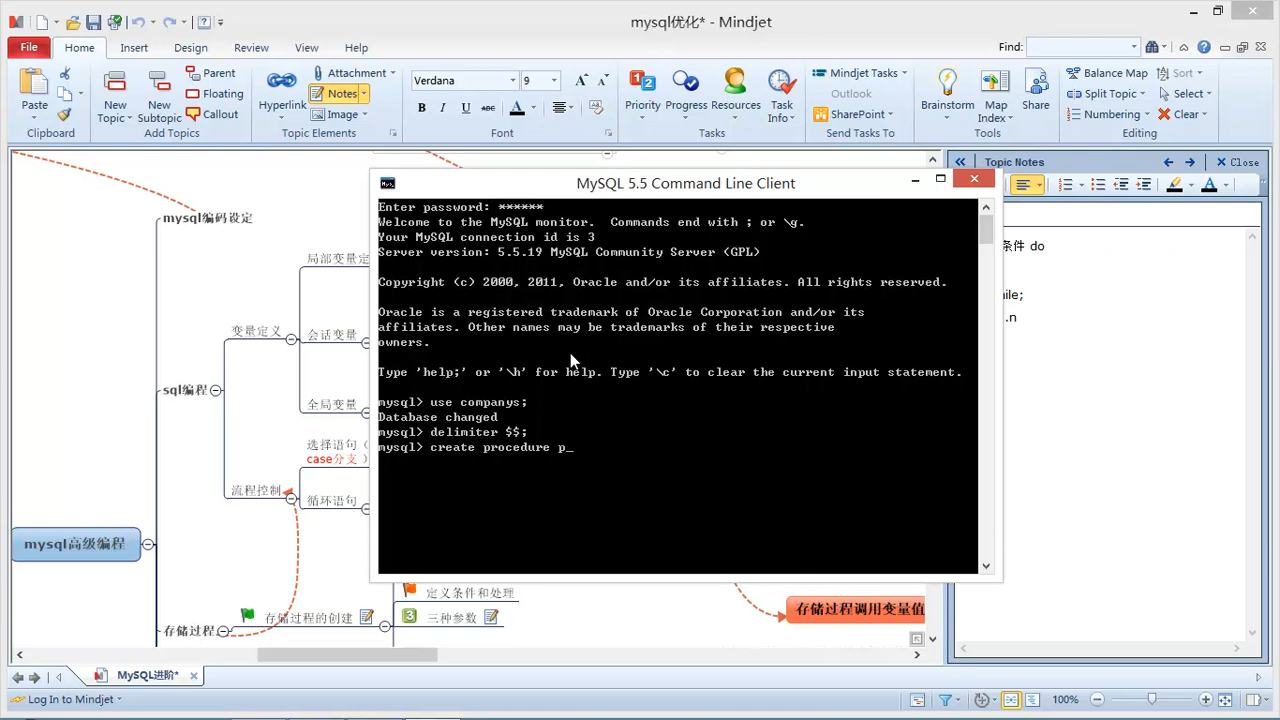 mysql优化* - Mindjet
File Home Insert Design Review View Help
Find:
Paste
Clipboard
New Topic New Subtopic
Parent
Floating
Callout
Add Topics
Hyperlink
Attachment
Notes
Image
Topic Elements
Verdana 9
B I U abc A
Font
Priority Progress Resources Task Info
Tasks
Mindjet Tasks
Outlook
SharePoint
Send Tasks To
Brainstorm Map Index Share
Tools
Balance Map
Split Topic
Numbering
Sort
Select
Clear
Editing
Topic Notes
Close
条件 do
ile;
.n
mysql编码设定
局部变量定
变量定义
会话变量
sql编程
全局变量
选择语句（
case分支 ）
流程控制
循环语句
mysql高级编程
定义条件和处理
存储过程的创建
3 三种参数
存储过程
存储过程调用变量值
MySQL 5.5 Command Line Client
Enter password: ******
Welcome to the MySQL monitor.  Commands end with ; or \g.
Your MySQL connection id is 3
Server version: 5.5.19 MySQL Community Server (GPL)
Copyright (c) 2000, 2011, Oracle and/or its affiliates. All rights reserved.
Oracle is a registered trademark of Oracle Corporation and/or its
affiliates. Other names may be trademarks of their respective
owners.
Type 'help;' or '\h' for help. Type '\c' to clear the current input statement.
mysql> use companys;
Database changed
mysql> delimiter $$;
mysql> create procedure p_
MySQL进阶*
Log In to Mindjet
100%